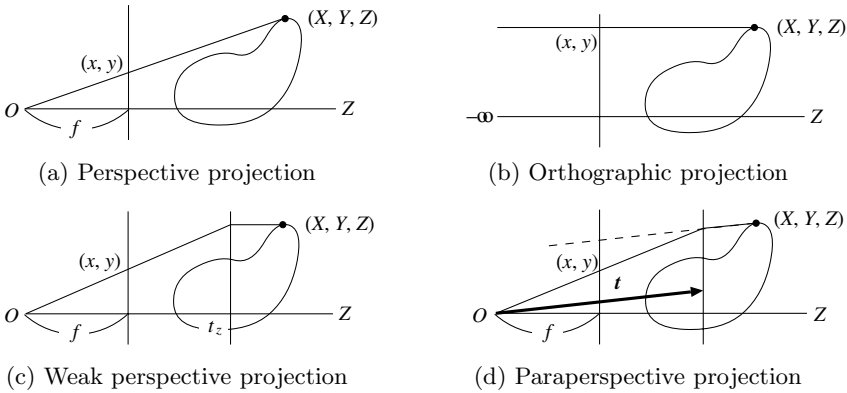 (X, Y, Z)
(x, y)
O
f
Z
(a) Perspective projection
(X, Y, Z)
(x, y)
−∞
Z
(b) Orthographic projection
(X, Y, Z)
(x, y)
O
f
t_z
Z
(c) Weak perspective projection
(X, Y, Z)
(x, y)
t
O
f
Z
(d) Paraperspective projection